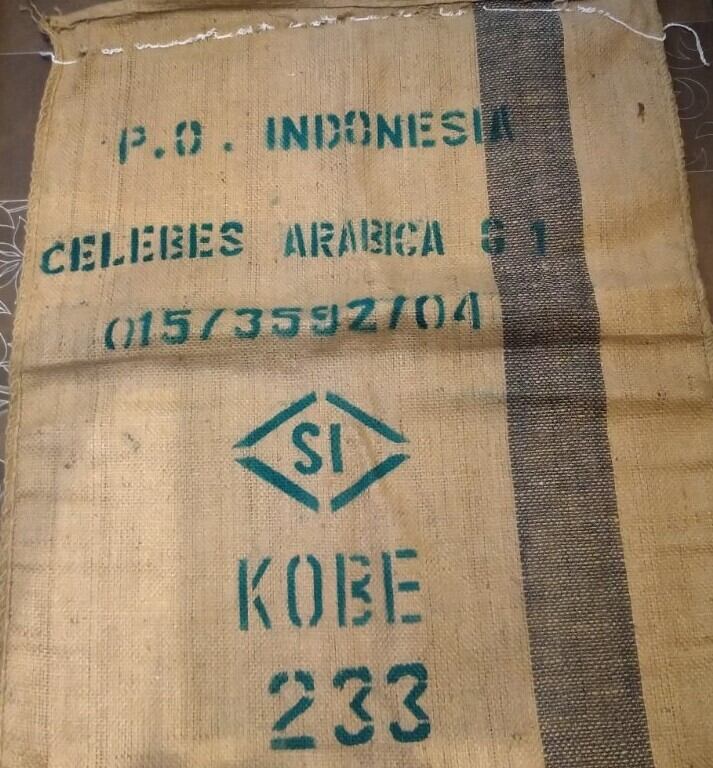 P.O. INDONESIA
CELEBES ARABICA G 1
015/3592/04
SI
KOBE
233